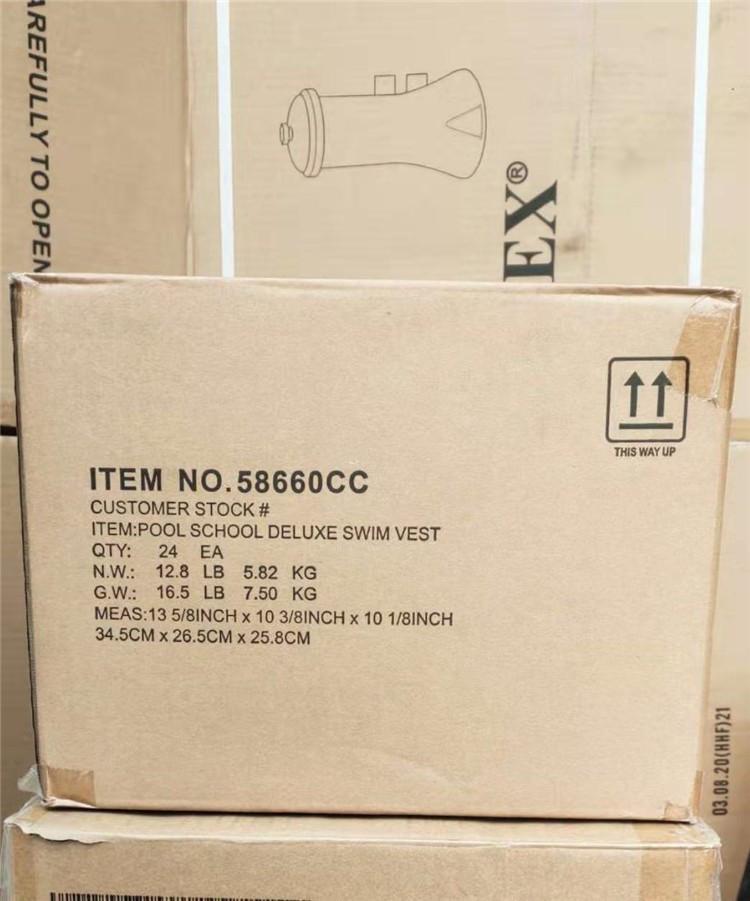 AREFULLY TO OPEN
EX®
THIS WAY UP
ITEM NO.58660CC
CUSTOMER STOCK #
ITEM:POOL SCHOOL DELUXE SWIM VEST
QTY: 24 EA
N.W.: 12.8 LB 5.82 KG
G.W.: 16.5 LB 7.50 KG
MEAS:13 5/8INCH x 10 3/8INCH x 10 1/8INCH
34.5CM x 26.5CM x 25.8CM
03.08.20(HHF)21